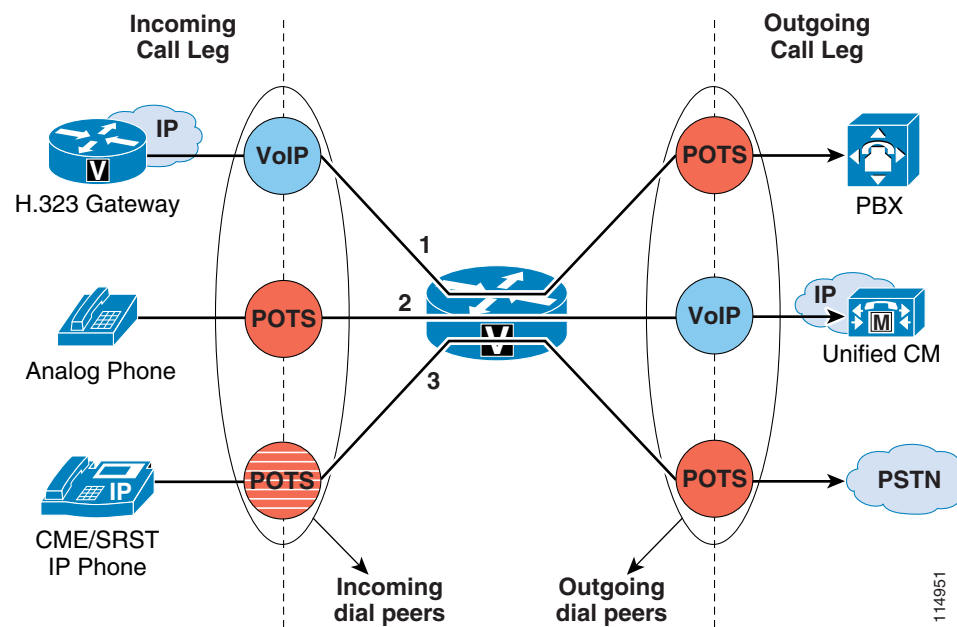 Incoming
Call Leg
Outgoing
Call Leg
IP
VoIP
POTS
V
H.323 Gateway
PBX
1
2
POTS
VoIP
IP
M
V
Analog Phone
Unified CM
3
POTS
POTS
PSTN
IP
CME/SRST
IP Phone
Incoming
dial peers
Outgoing
dial peers
114951